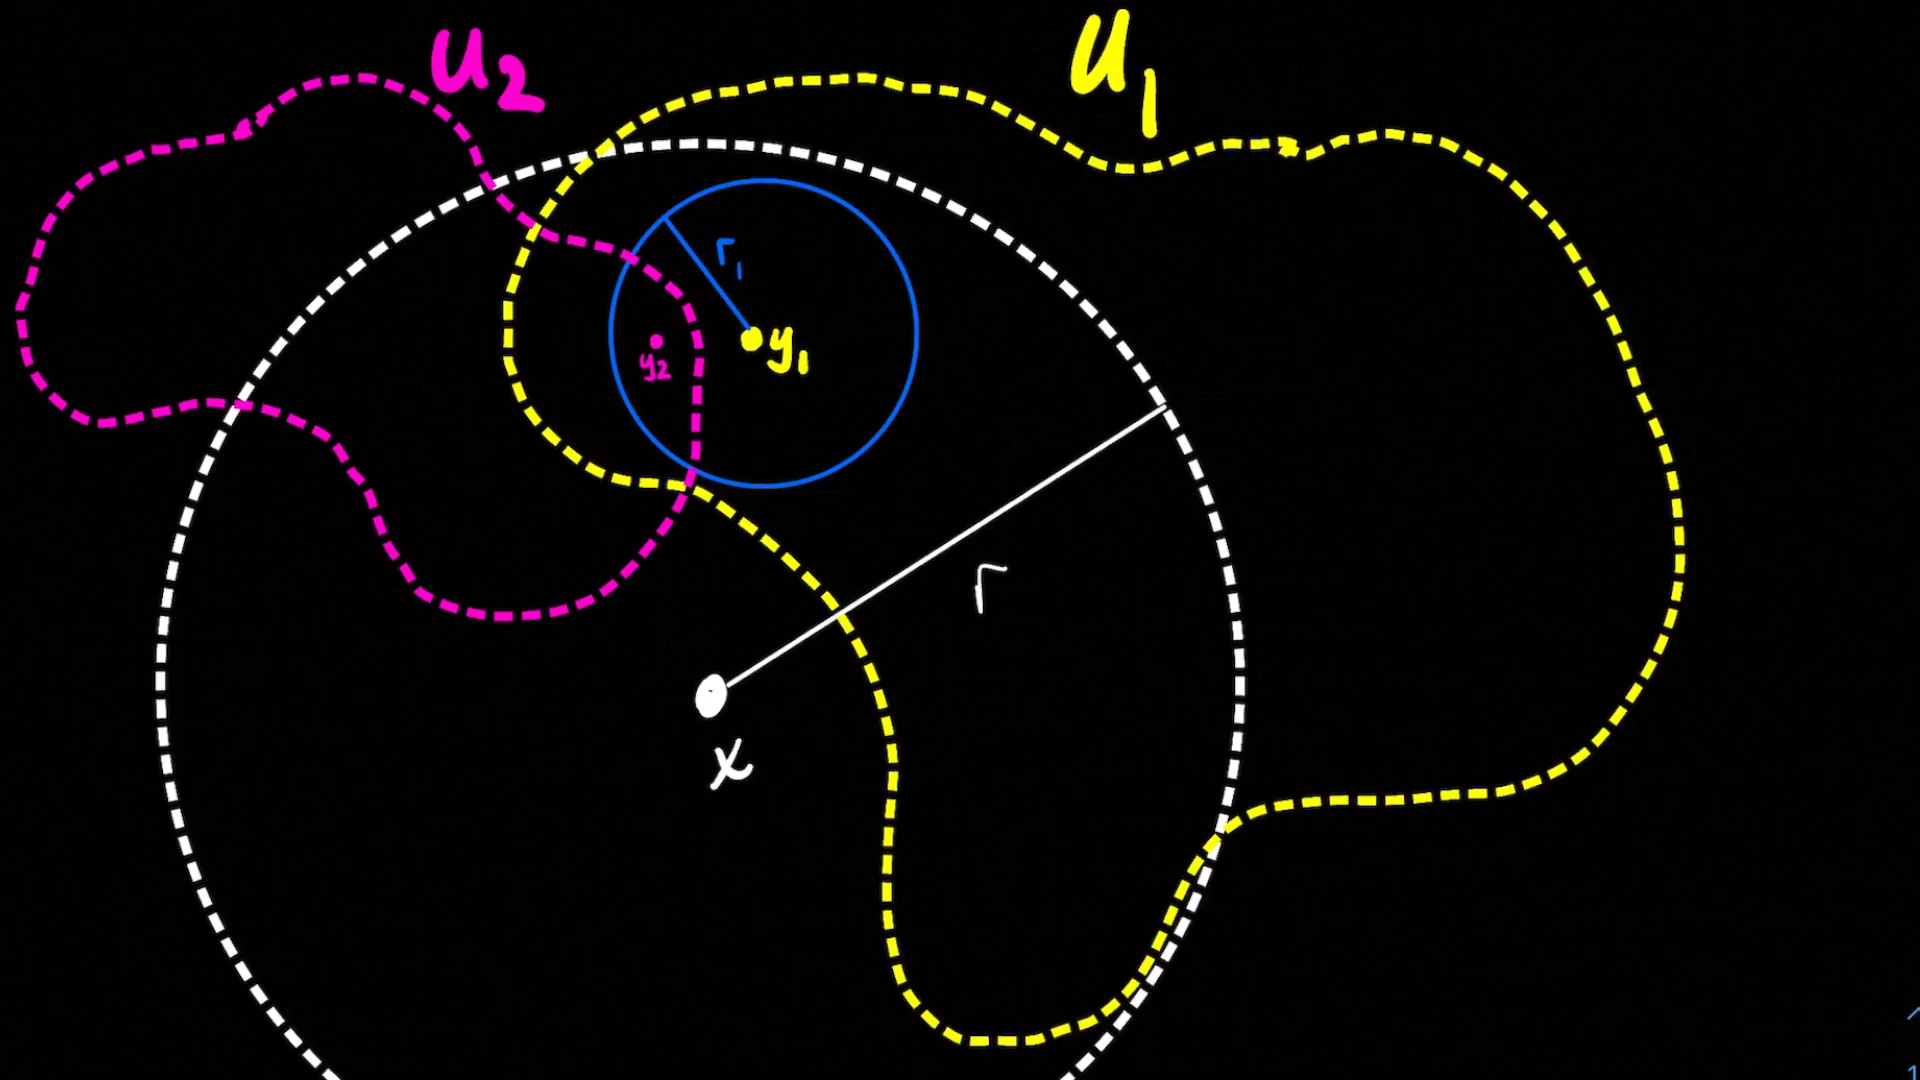 U₂
U₁
r₁
y₂
y₁
r
x